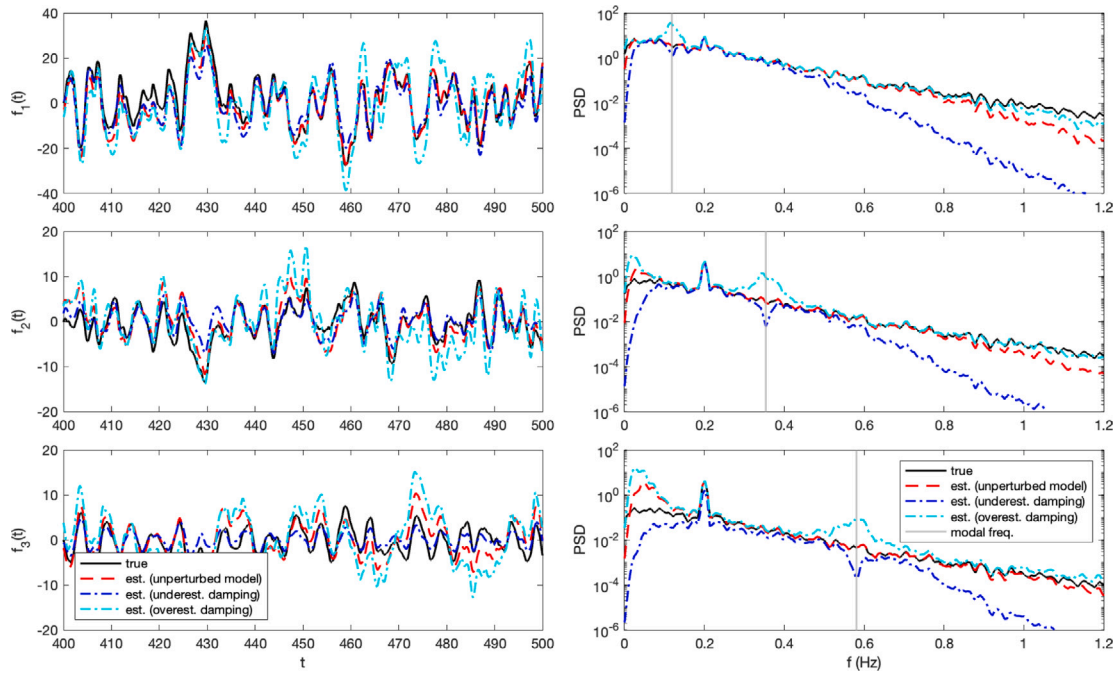 40
20
0
-20
-40
f1(t)
400 410 420 430 440 450 460 470 480 490 500
10^2
10^0
10^-2
10^-4
10^-6
PSD
0 0.2 0.4 0.6 0.8 1 1.2
20
10
0
-10
-20
f2(t)
400 410 420 430 440 450 460 470 480 490 500
10^2
10^0
10^-2
10^-4
10^-6
PSD
0 0.2 0.4 0.6 0.8 1 1.2
20
10
0
-10
-20
f3(t)
true
est. (unperturbed model)
est. (underest. damping)
est. (overest. damping)
400 410 420 430 440 450 460 470 480 490 500
t
10^2
10^0
10^-2
10^-4
10^-6
PSD
true
est. (unperturbed model)
est. (underest. damping)
est. (overest. damping)
modal freq.
0 0.2 0.4 0.6 0.8 1 1.2
f (Hz)